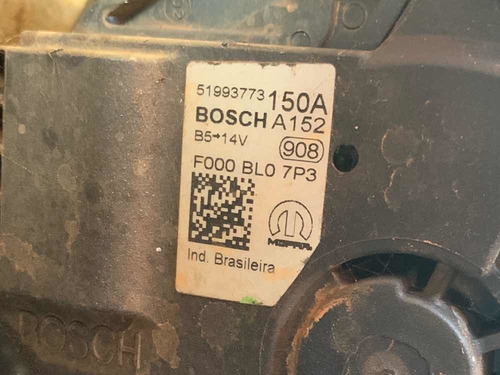 51993773 150A
BOSCH A152
B5→14V 908
F000 BL0 7P3
MOPAR
Ind. Brasileira
BOSCH